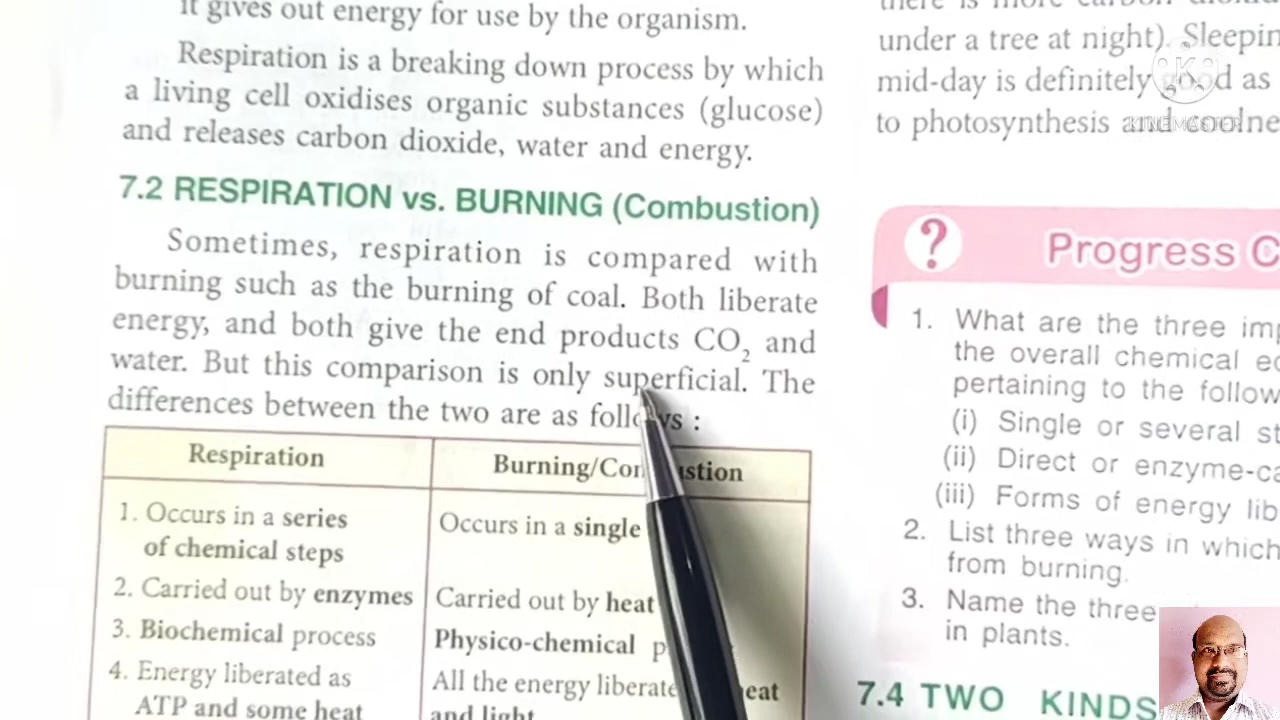 it gives out energy for use by the organism.
Respiration is a breaking down process by which
a living cell oxidises organic substances (glucose)
and releases carbon dioxide, water and energy.
7.2 RESPIRATION vs. BURNING (Combustion)
Sometimes, respiration is compared with
burning such as the burning of coal. Both liberate
energy, and both give the end products CO₂ and
water. But this comparison is only superficial. The
differences between the two are as follows :
Respiration
Burning/Combustion
1. Occurs in a series
of chemical steps
Occurs in a single
2. Carried out by enzymes
Carried out by heat
3. Biochemical process
Physico-chemical
4. Energy liberated as
ATP and some heat
All the energy heat
and light
under a tree at night). Sleepin
mid-day is definitely good as
to photosynthesis and
KINEMASTER
? Progress C
1. What are the three imp
the overall chemical
pertaining to the follow
(i) Single or several st
(ii) Direct or enzyme-ca
(iii) Forms of energy lib
2. List three ways in which
from burning.
3. Name the three
in plants.
7.4 TWO KINDS